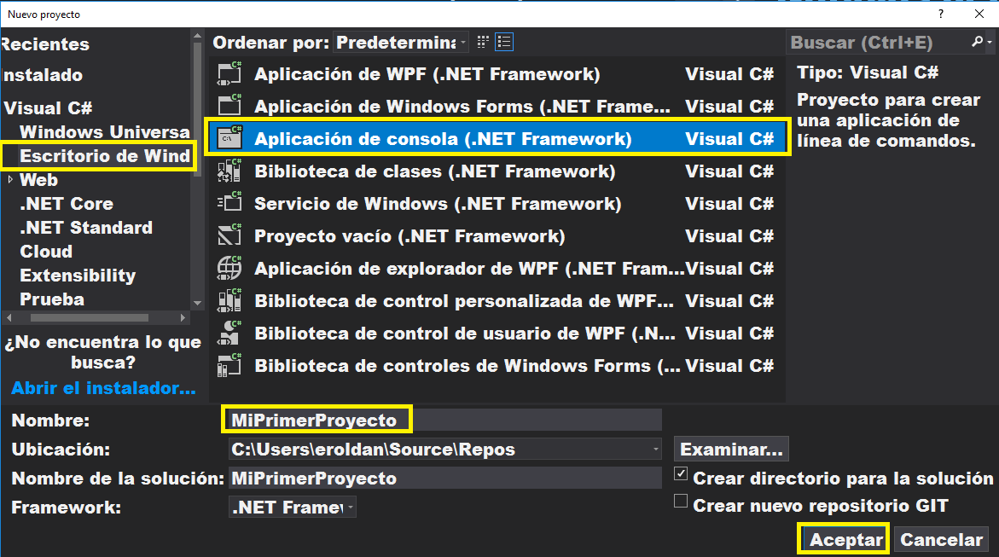 Nuevo proyecto
?
Recientes
Instalado
Visual C#
Windows Universa
Escritorio de Wind
Web
.NET Core
.NET Standard
Cloud
Extensibility
Prueba
¿No encuentra lo que
busca?
Abrir el instalador...
Ordenar por: Predetermina
Aplicación de WPF (.NET Framework) Visual C#
Aplicación de Windows Forms (.NET Frame... Visual C#
Aplicación de consola (.NET Framework) Visual C#
Biblioteca de clases (.NET Framework) Visual C#
Servicio de Windows (.NET Framework) Visual C#
Proyecto vacío (.NET Framework) Visual C#
Aplicación de explorador de WPF (.NET Fram... Visual C#
Biblioteca de control personalizada de WPF... Visual C#
Biblioteca de control de usuario de WPF (.N... Visual C#
Biblioteca de controles de Windows Forms (... Visual C#
Buscar (Ctrl+E)
Tipo: Visual C#
Proyecto para crear
una aplicación de
línea de comandos.
Nombre: MiPrimerProyecto
Ubicación: C:\Users\eroldan\Source\Repos Examinar...
Nombre de la solución: MiPrimerProyecto
Crear directorio para la solución
Framework: .NET Framew
Crear nuevo repositorio GIT
Aceptar Cancelar